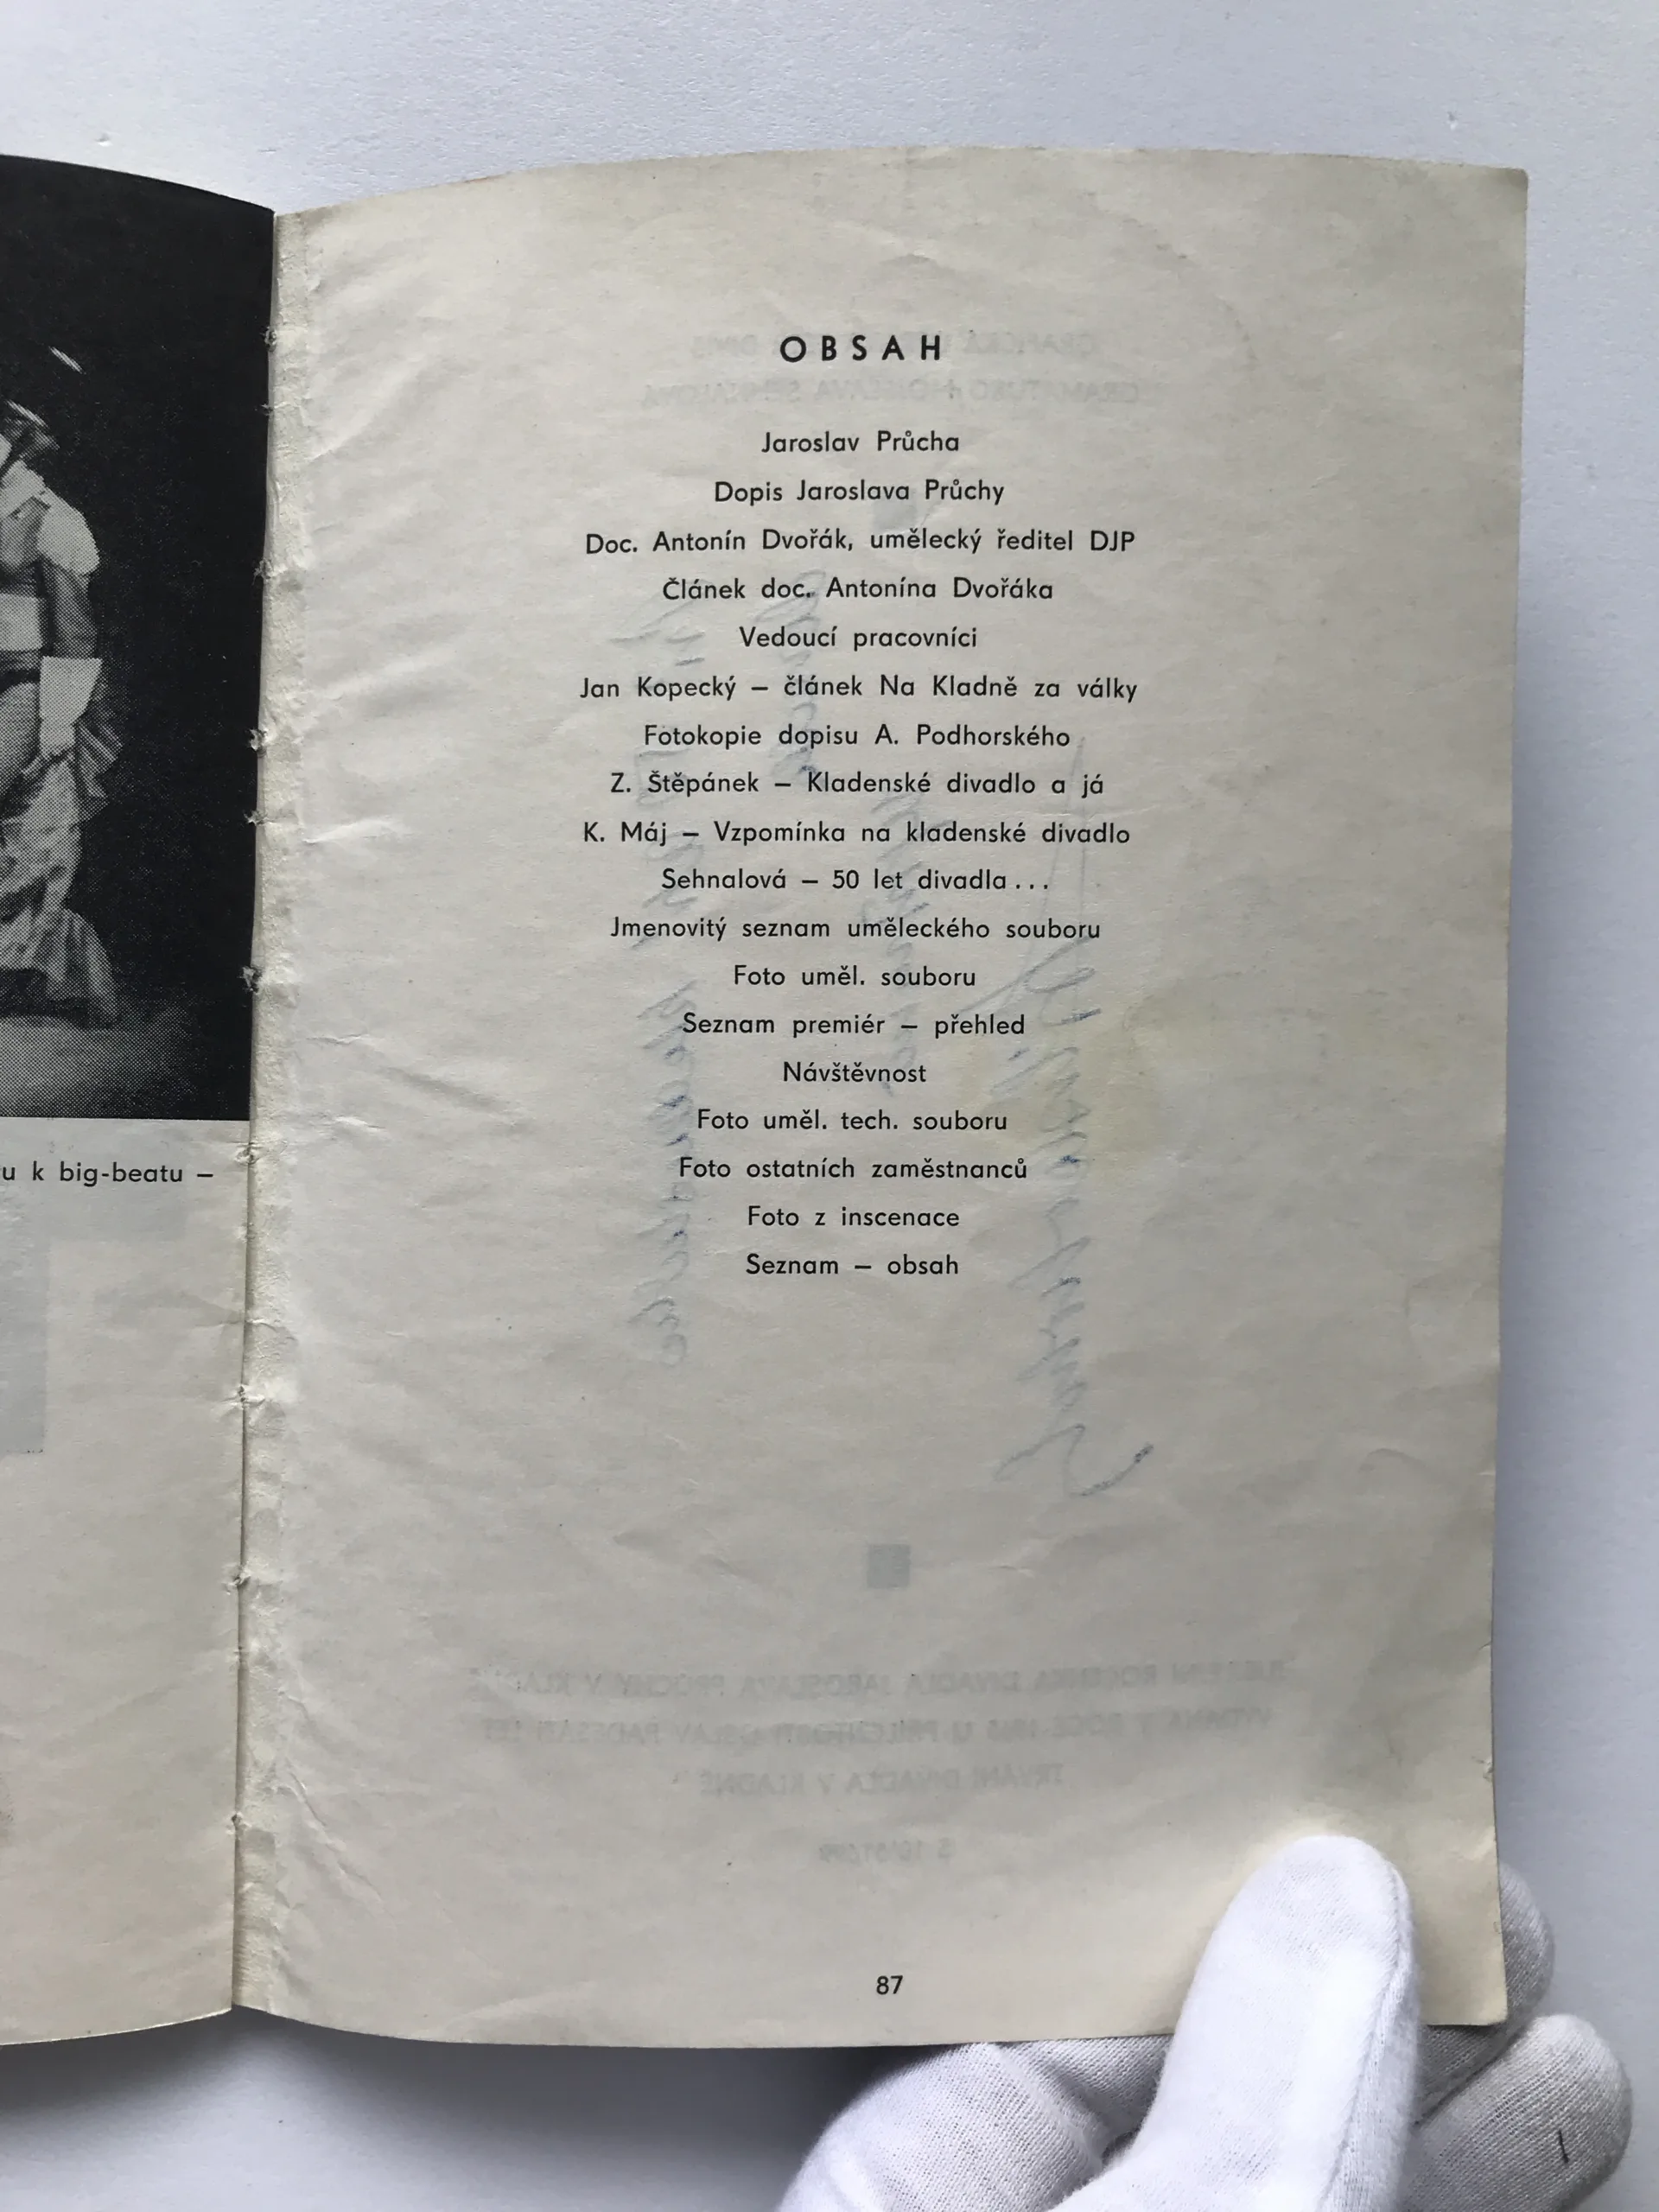 u k big-beatu –
OBSAH
Jaroslav Průcha
Dopis Jaroslava Průchy
Doc. Antonín Dvořák, umělecký ředitel DJP
Článek doc. Antonína Dvořáka
Vedoucí pracovníci
Jan Kopecký – článek Na Kladně za války
Fotokopie dopisu A. Podhorského
Z. Štěpánek – Kladenské divadlo a já
K. Máj – Vzpomínka na kladenské divadlo
Sehnalová – 50 let divadla...
Jmenovitý seznam uměleckého souboru
Foto uměl. souboru
Seznam premiér – přehled
Návštěvnost
Foto uměl. tech. souboru
Foto ostatních zaměstnanců
Foto z inscenace
Seznam – obsah
87